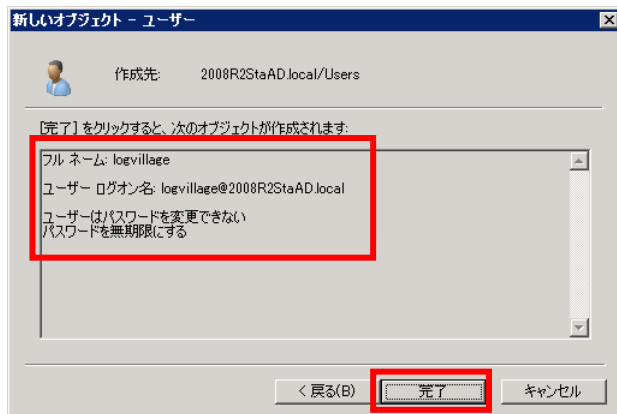 新しいオブジェクト - ユーザー
作成先: 2008R2StaAD.local/Users
[完了] をクリックすると、次のオブジェクトが作成されます:
フル ネーム: logvillage
ユーザー ログオン名: logvillage@2008R2StaAD.local
ユーザーはパスワードを変更できない
パスワードを無期限にする
< 戻る(B) 完了 キャンセル